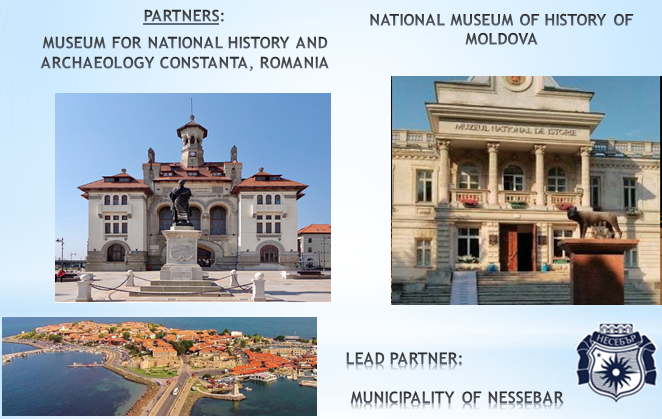 PARTNERS:
MUSEUM FOR NATIONAL HISTORY AND
ARCHAEOLOGY CONSTANTA, ROMANIA
NATIONAL MUSEUM OF HISTORY OF
MOLDOVA
MUZEUL NATIONAL DE ISTORIE
LEAD PARTNER:
MUNICIPALITY OF NESSEBAR
НЕСЕБЪР